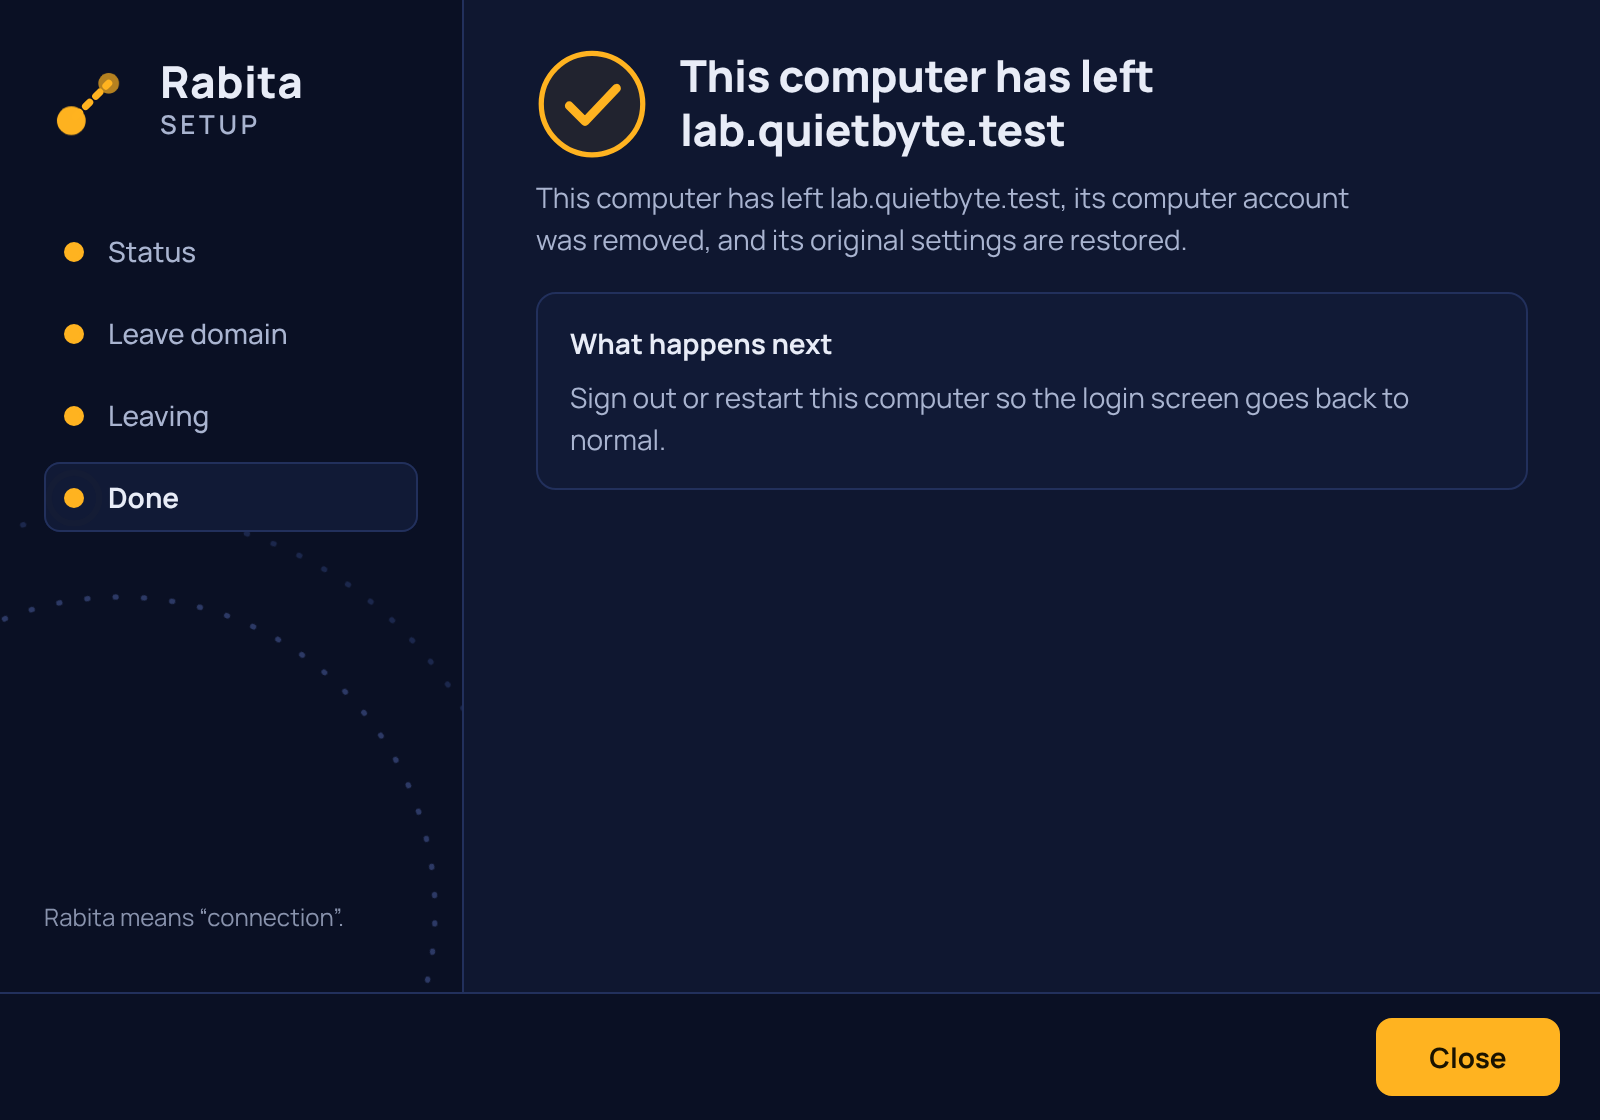 Rabita
SETUP
Status
Leave domain
Leaving
Done
Rabita means “connection”.
This computer has left
lab.quietbyte.test
This computer has left lab.quietbyte.test, its computer account
was removed, and its original settings are restored.
What happens next
Sign out or restart this computer so the login screen goes back to
normal.
Close